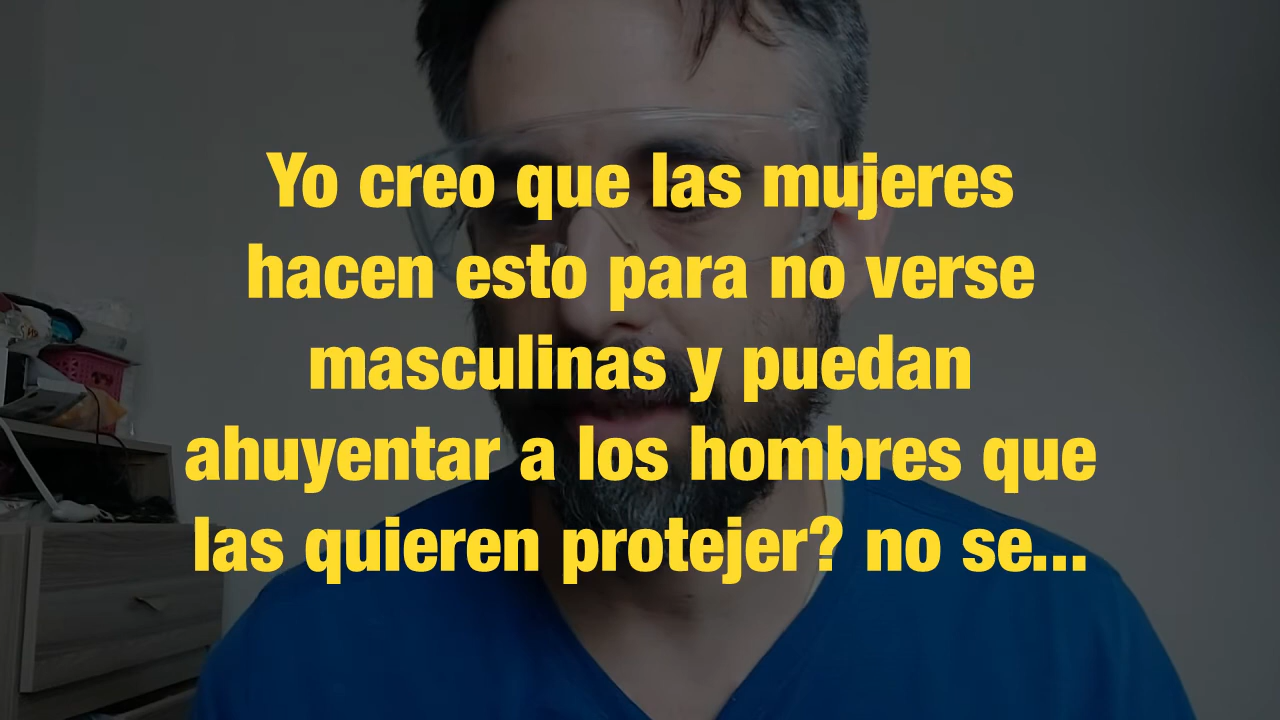 Yo creo que las mujeres
hacen esto para no verse
masculinas y puedan
ahuyentar a los hombres que
las quieren protejer? no se...